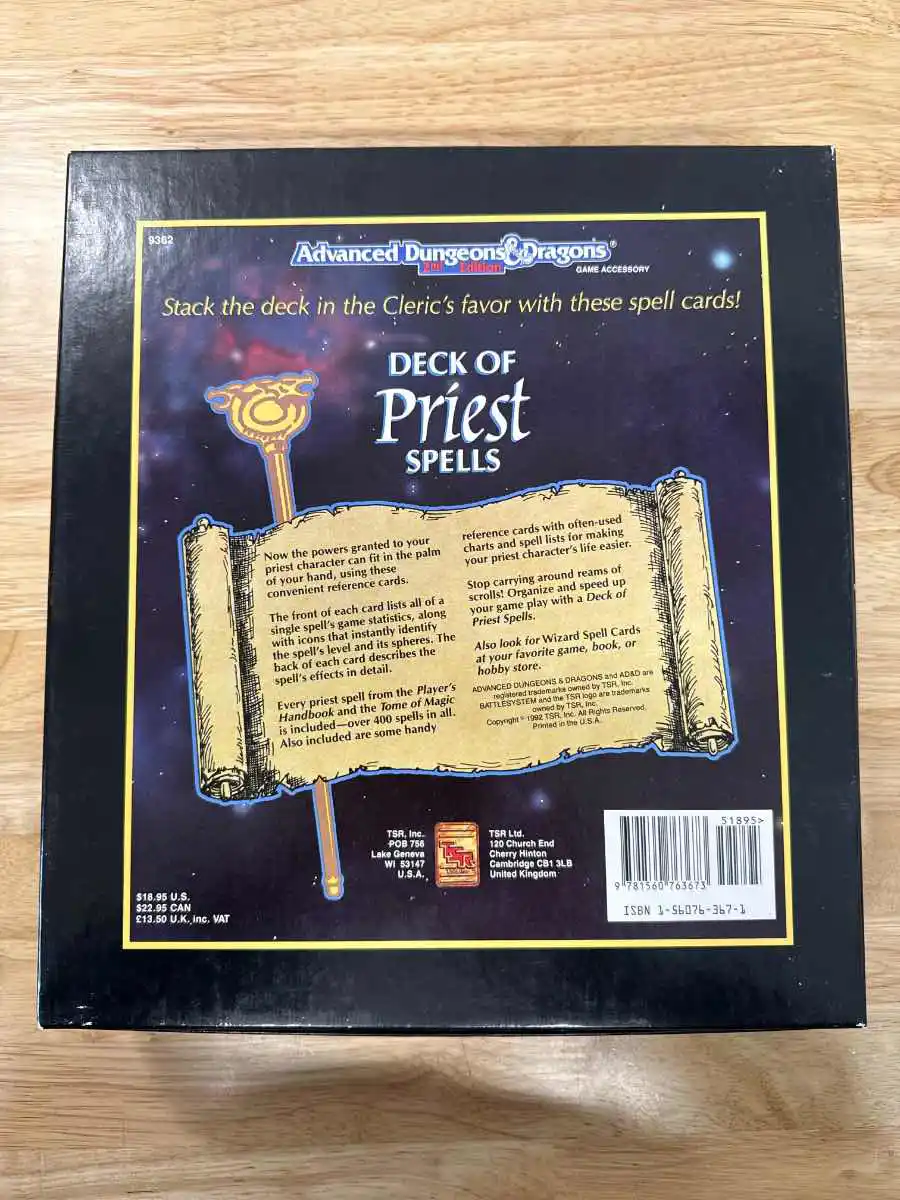 9362
Advanced Dungeons & Dragons®
2nd Edition
GAME ACCESSORY
Stack the deck in the Cleric's favor with these spell cards!
DECK OF
Priest
SPELLS
Now the powers granted to your
priest character can fit in the palm
of your hand, using these
convenient reference cards.
The front of each card lists all of a
single spell's game statistics, along
with icons that instantly identify
the spell's level and its spheres. The
back of each card describes the
spell's effects in detail.
Every priest spell from the Player's
Handbook and the Tome of Magic
is included—over 400 spells in all.
Also included are some handy
reference cards with often-used
charts and spell lists for making
your priest character's life easier.
Stop carrying around reams of
scrolls! Organize and speed up
your game play with a Deck of
Priest Spells.
Also look for Wizard Spell Cards
at your favorite game, book, or
hobby store.
ADVANCED DUNGEONS & DRAGONS and AD&D are
registered trademarks owned by TSR, Inc.
BATTLESYSTEM and the TSR logo are trademarks
owned by TSR, Inc.
Copyright ©1992 TSR, Inc. All Rights Reserved.
Printed in the U.S.A.
TSR, Inc.
POB 756
Lake Geneva
WI 53147
U.S.A.
TSR
TSR Ltd.
120 Church End
Cherry Hinton
Cambridge CB1 3LB
United Kingdom
$18.95 U.S.
$22.95 CAN
£13.50 U.K. inc. VAT
51895>
9 781560 763673
ISBN 1-56076-367-1